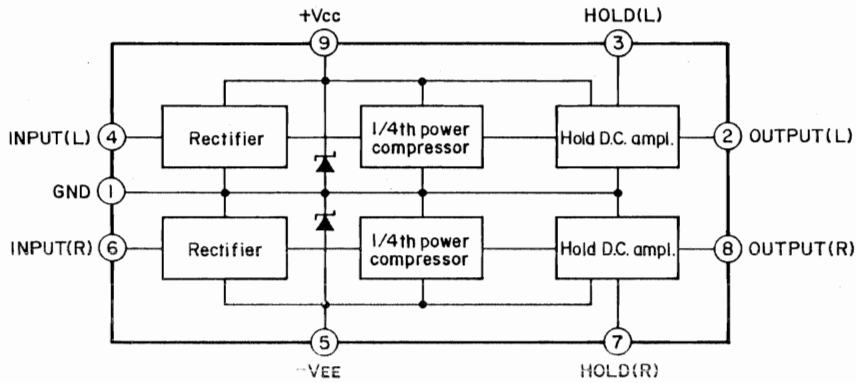 +Vcc
HOLD(L)
9
3
INPUT(L)
4
Rectifier
1/4th power
compressor
Hold D.C. ampl.
2
OUTPUT(L)
GND
1
INPUT(R)
6
Rectifier
1/4th power
compressor
Hold D.C. ampl.
8
OUTPUT(R)
5
7
-VEE
HOLD(R)